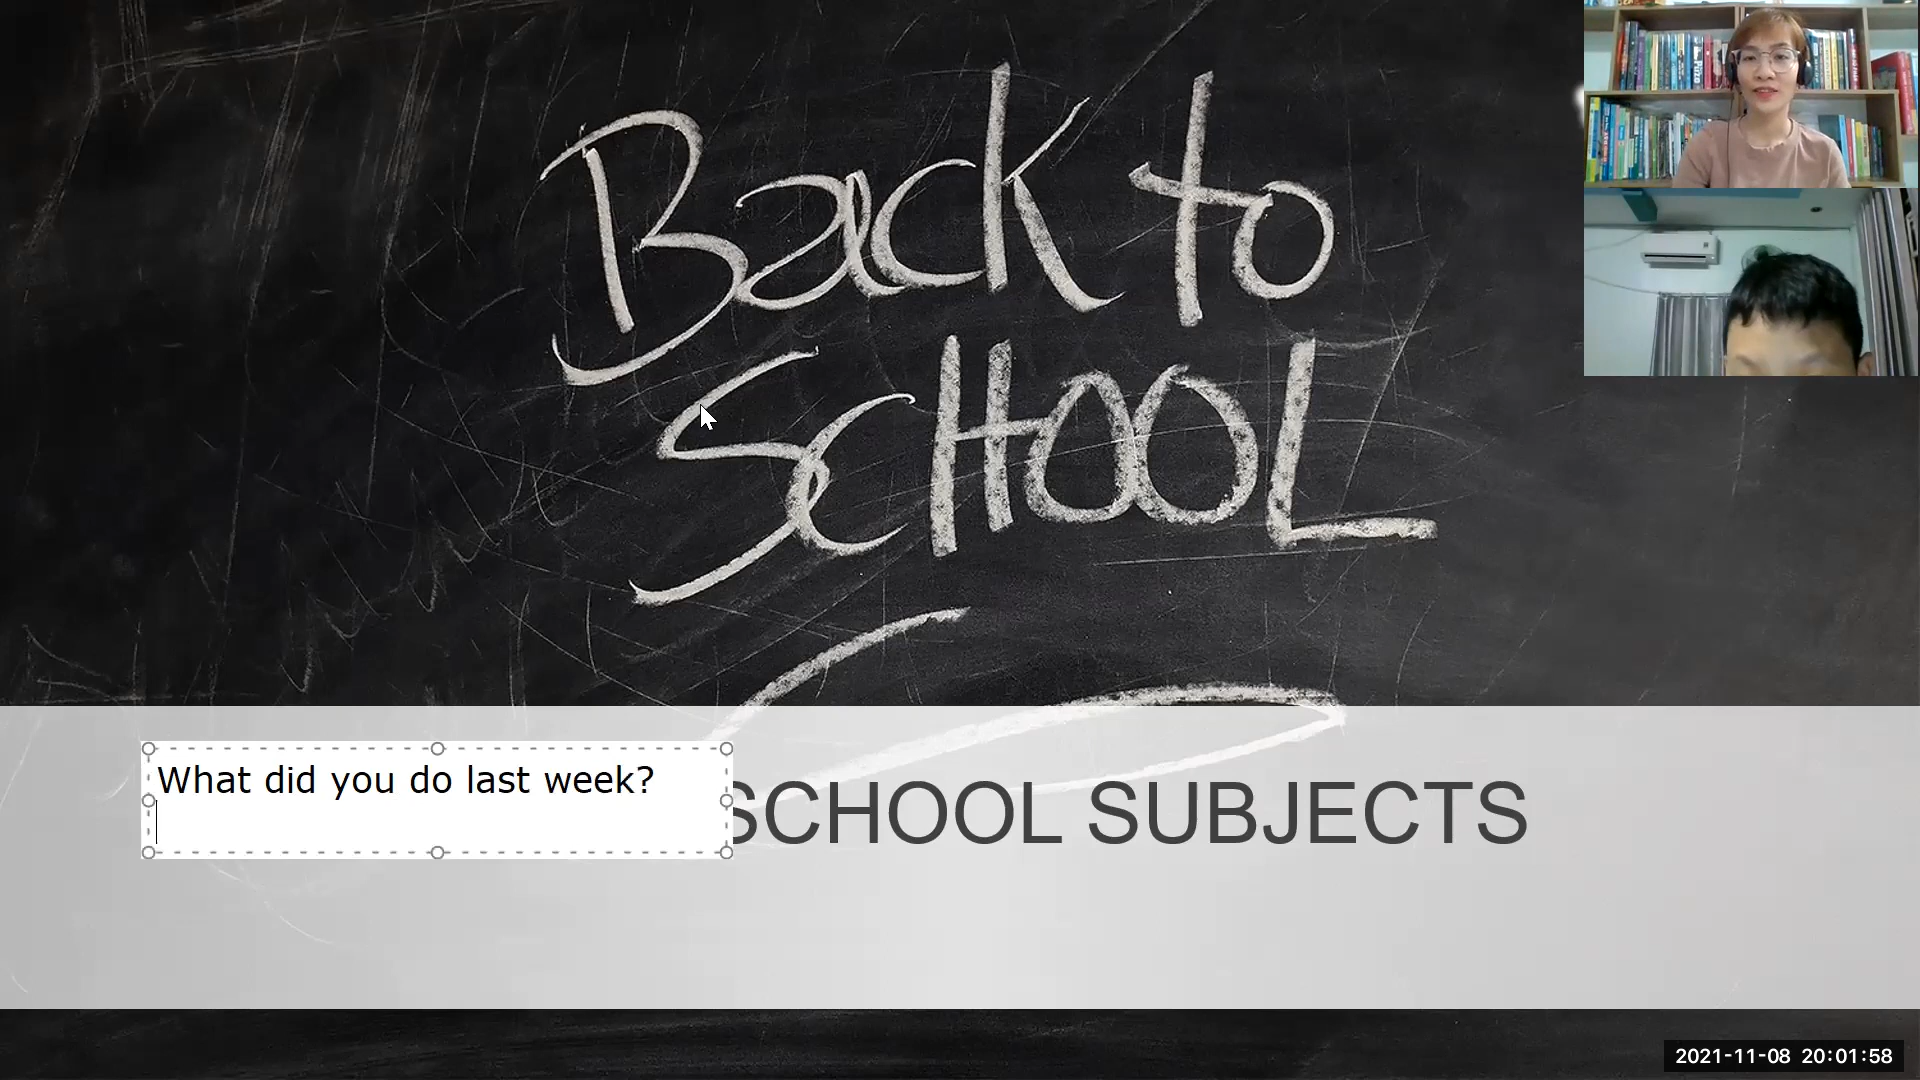 Back to
SCHOOL
What did you do last week?
SCHOOL SUBJECTS
2021-11-08 20:01:58